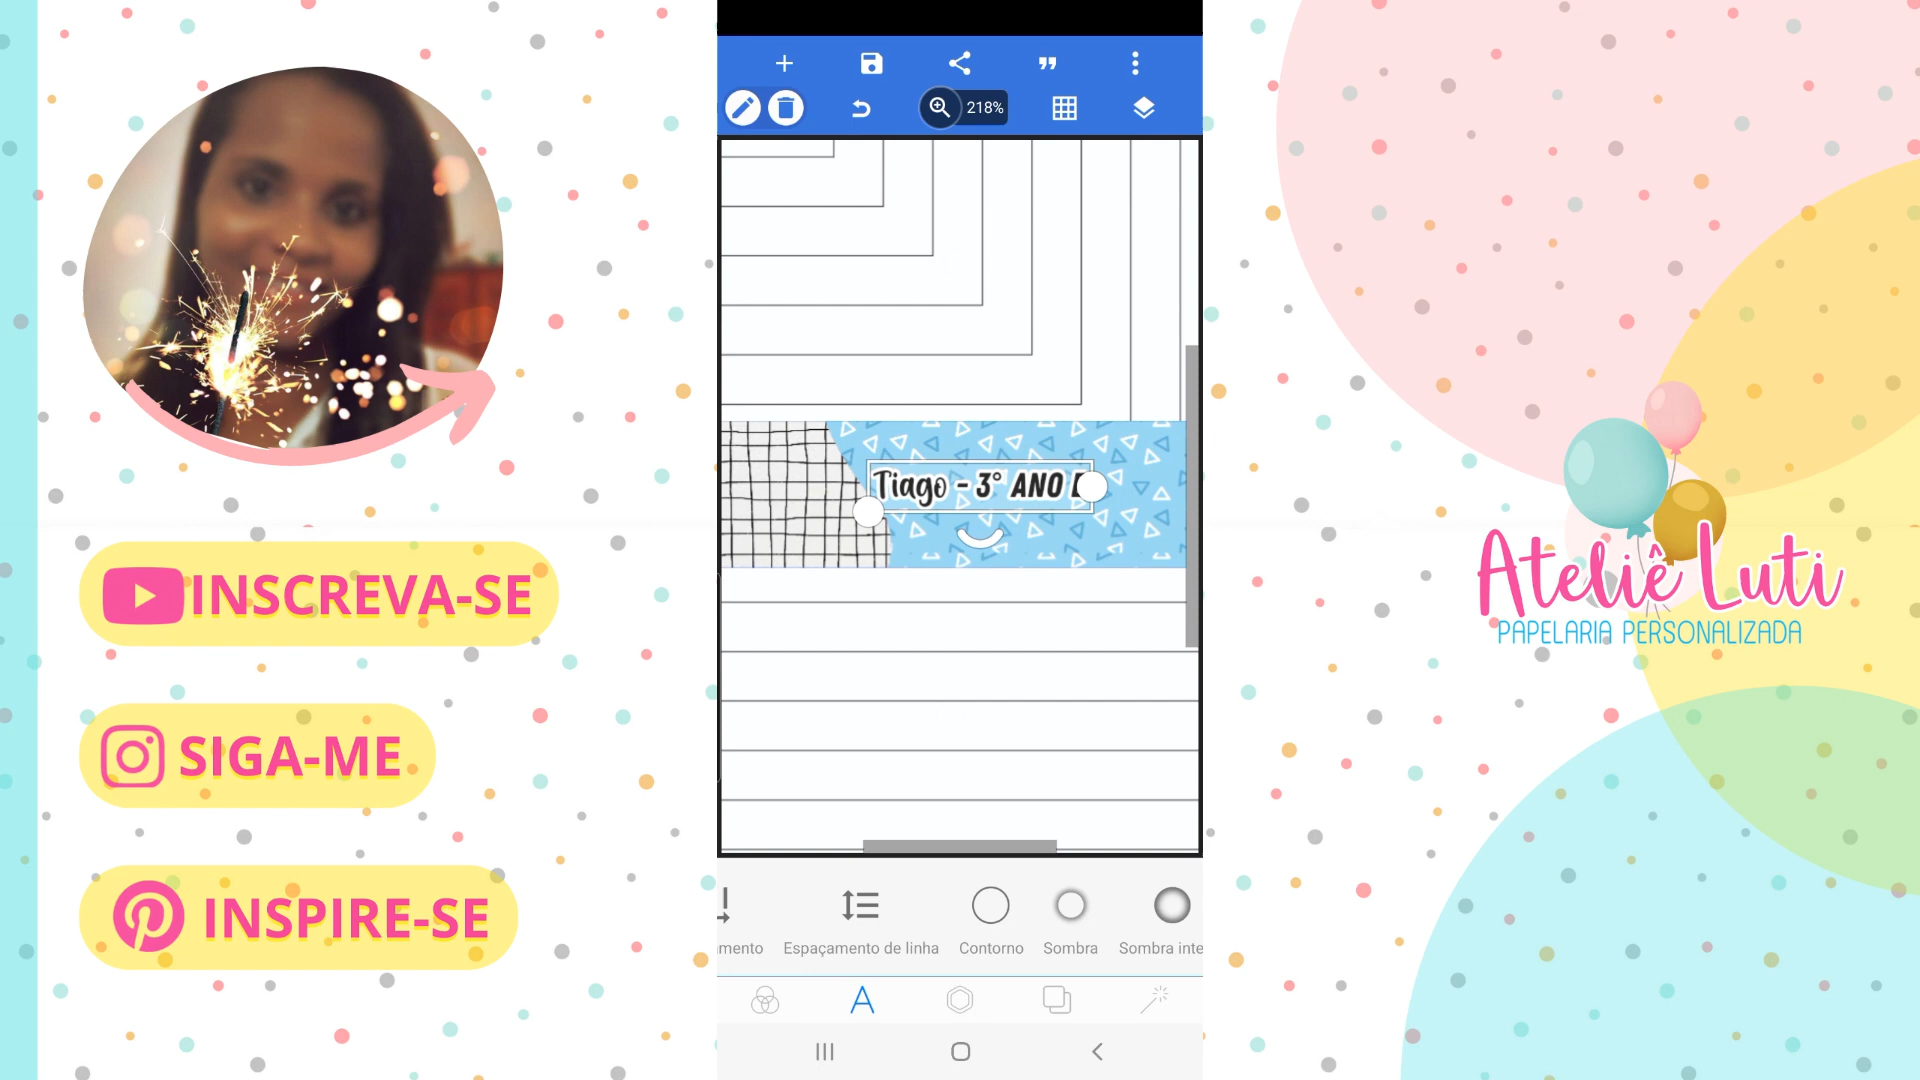 INSCREVA-SE
SIGA-ME
INSPIRE-SE
218%
Tiago - 3° ANO
Espaçamento de linha
Contorno
Sombra
Sombra inte
Ateliê Luti
PAPELARIA PERSONALIZADA